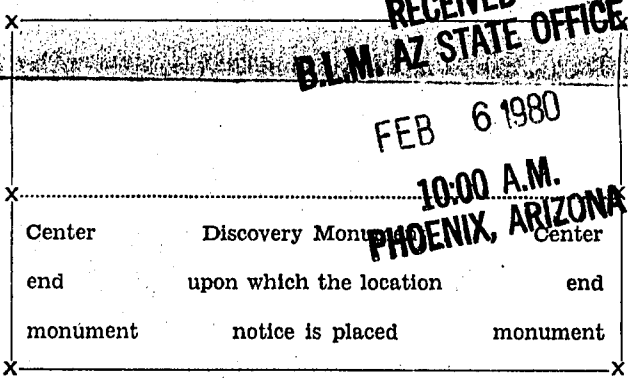 RECEIVED
B.L.M. AZ STATE OFFICE
FEB 6 1980
10:00 A.M.
PHOENIX, ARIZONA
X
X X
Center Discovery Monument Center
end upon which the location end
monument notice is placed monument
X X